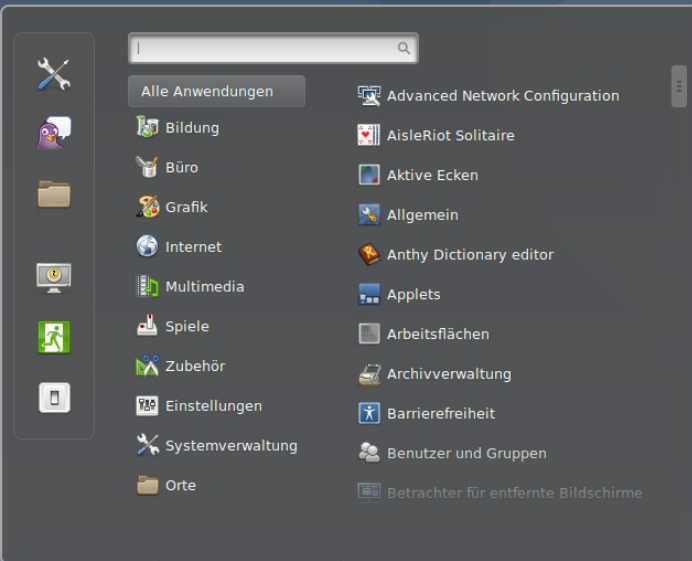 Alle Anwendungen
Bildung
Büro
Grafik
Internet
Multimedia
Spiele
Zubehör
Einstellungen
Systemverwaltung
Orte
Advanced Network Configuration
AisleRiot Solitaire
Aktive Ecken
Allgemein
Anthy Dictionary editor
Applets
Arbeitsflächen
Archivverwaltung
Barrierefreiheit
Benutzer und Gruppen
Betrachter für entfernte Bildschirme